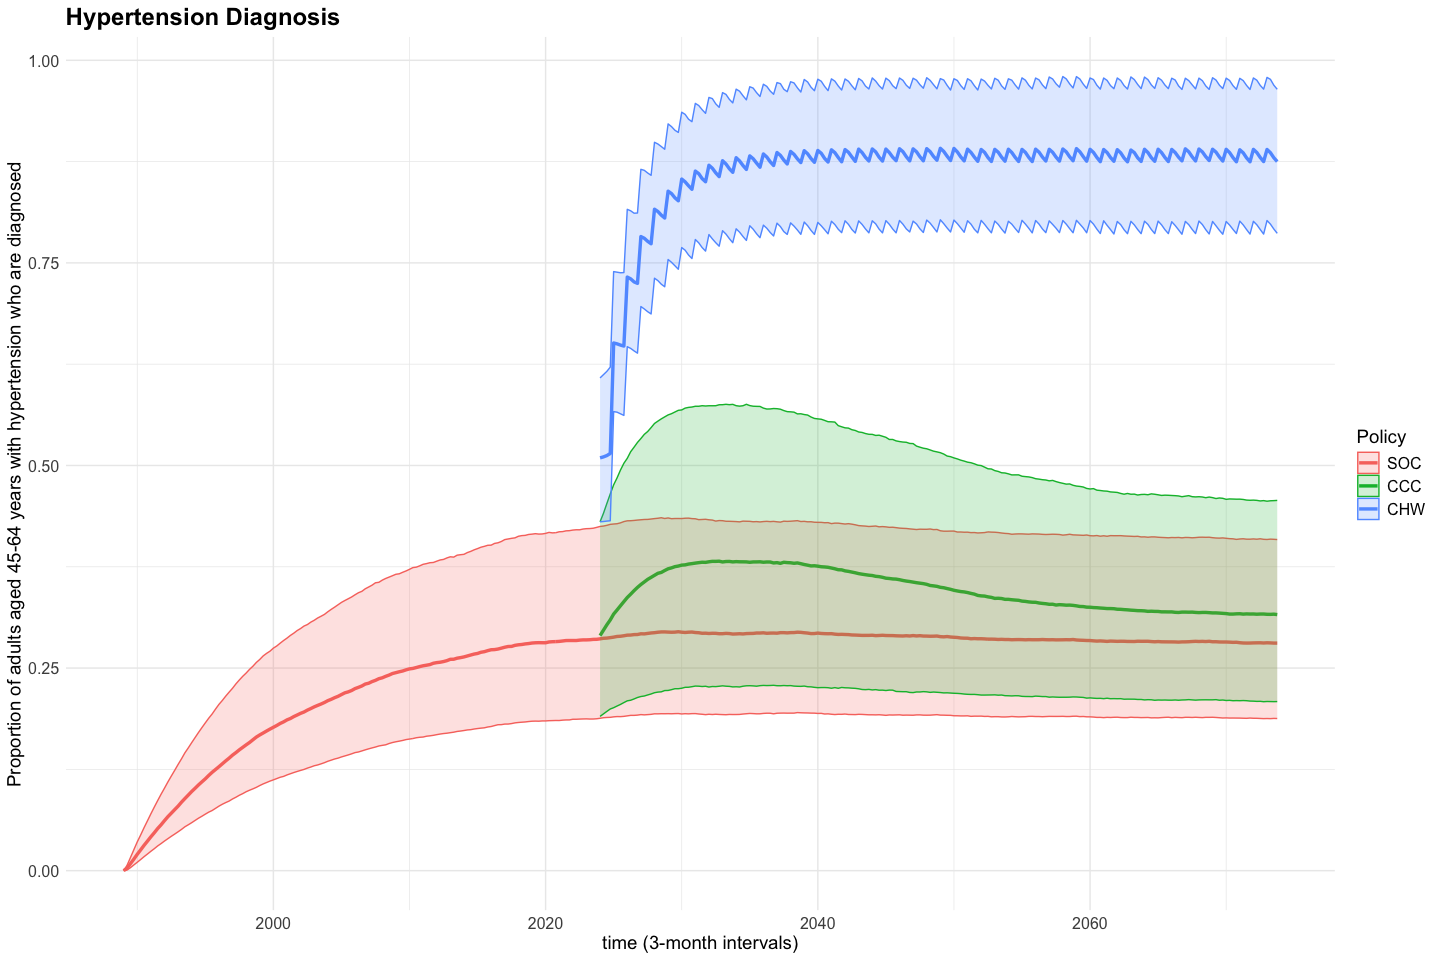 Hypertension Diagnosis
Proportion of adults aged 45-64 years with hypertension who are diagnosed
1.00
0.75
0.50
0.25
0.00
2000
2020
2040
2060
time (3-month intervals)
Policy
SOC
CCC
CHW